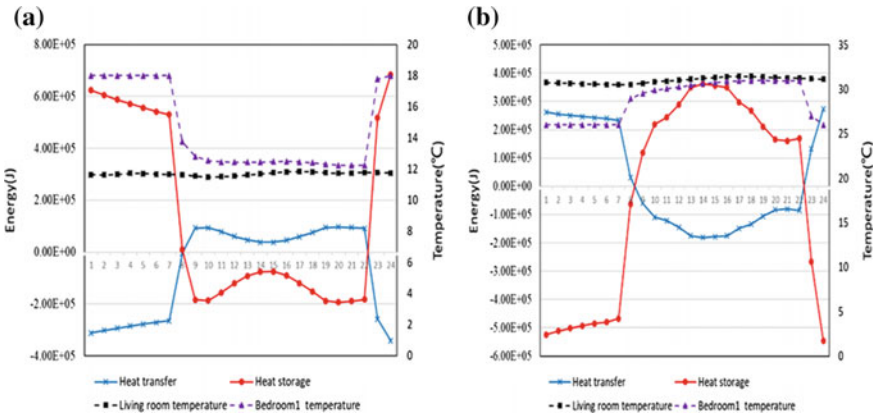 (a)
8.00E+05
6.00E+05
4.00E+05
2.00E+05
0.00E+00
-2.00E+05
-4.00E+05
Energy(J)
20
18
16
14
12
10
8
6
4
2
0
Temperature(°C)
1 2 3 4 5 6 7 8 9 10 11 12 13 14 15 16 17 18 19 20 21 22 23 24
Heat transfer
Heat storage
Living room temperature
Bedroom1 temperature
(b)
5.00E+05
4.00E+05
3.00E+05
2.00E+05
1.00E+05
0.00E+00
-1.00E+05
-2.00E+05
-3.00E+05
-4.00E+05
-5.00E+05
-6.00E+05
Energy(J)
35
30
25
20
15
10
5
0
Temperature(°C)
1 2 3 4 5 6 7 8 9 10 11 12 13 14 15 16 17 18 19 20 21 22 23 24
Heat transfer
Heat storage
Living room temperature
Bedroom1 temperature